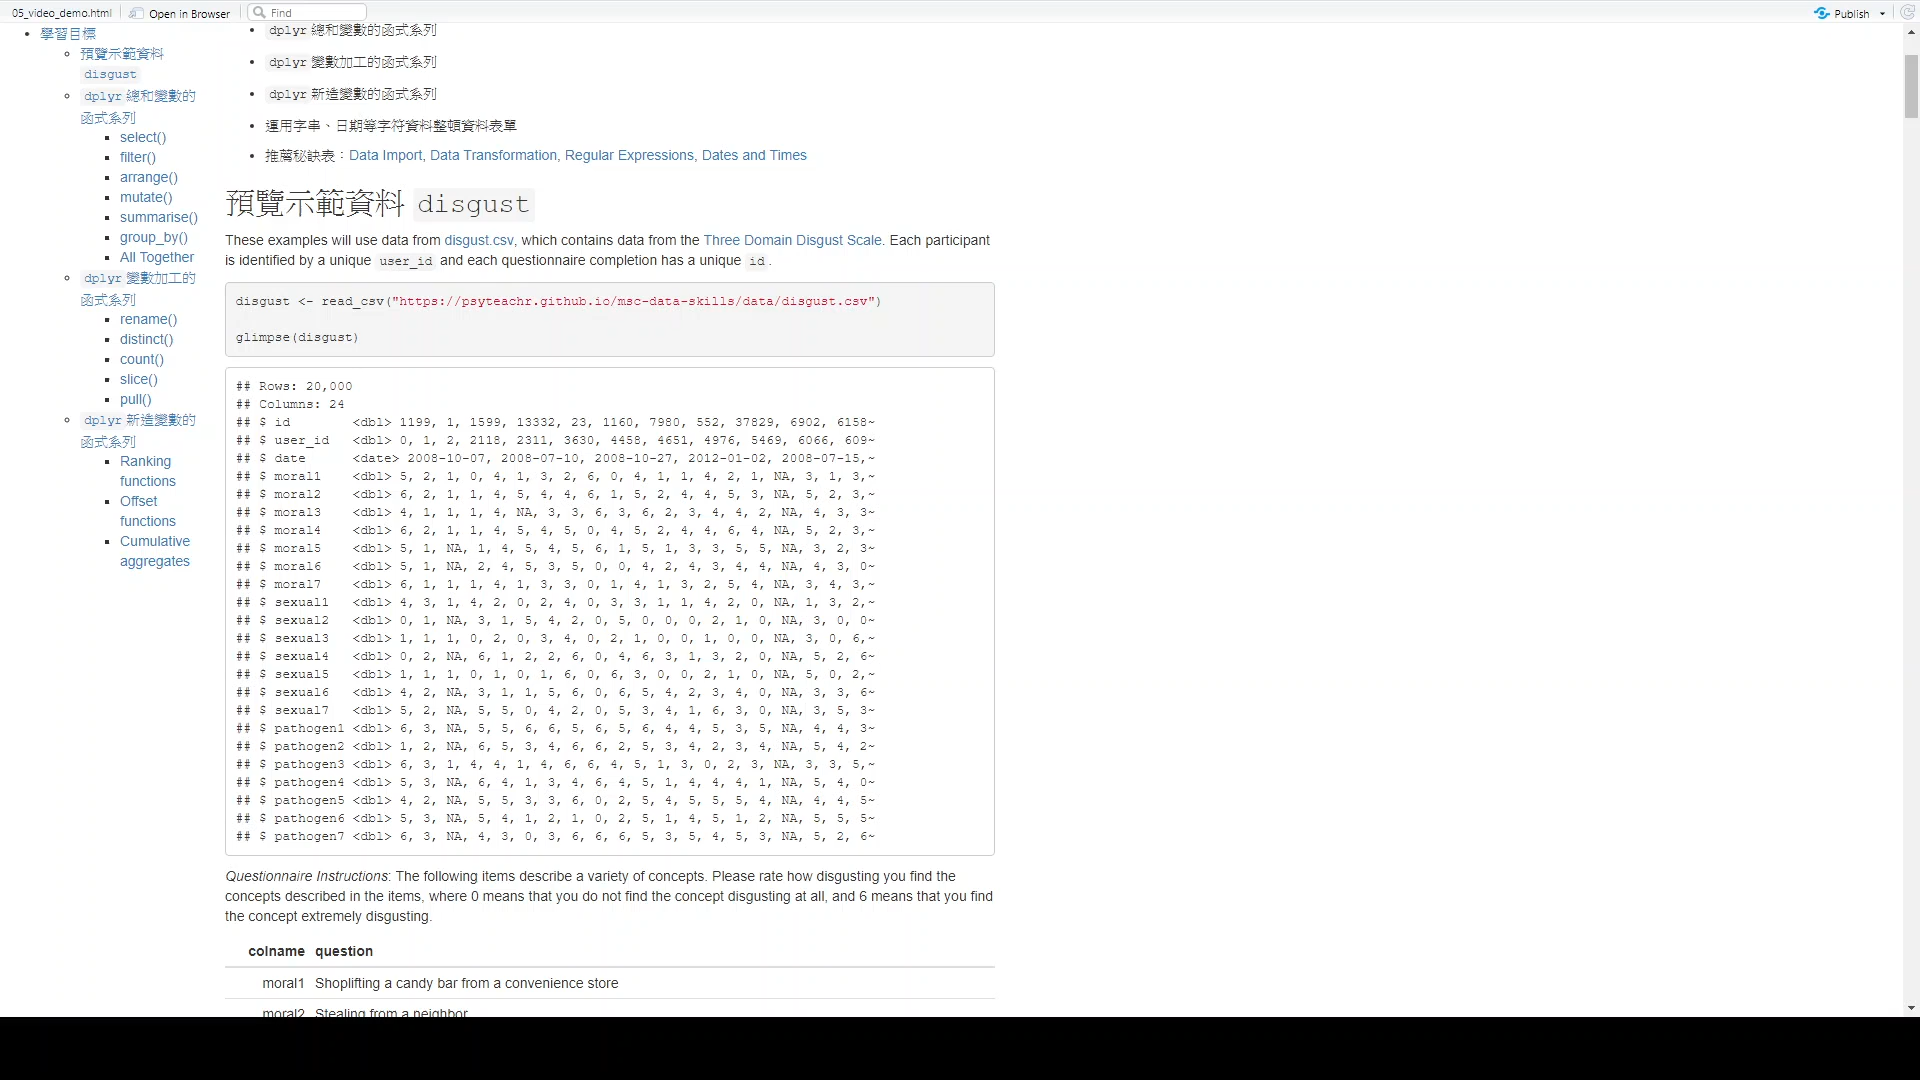 05_video_demo.html Open in Browser Find Publish
學習目標
預覽示範資料
disgust
dplyr 總和變數的
函式系列
select()
filter()
arrange()
mutate()
summarise()
group_by()
All Together
dplyr 變數加工的
函式系列
rename()
distinct()
count()
slice()
pull()
dplyr 新造變數的
函式系列
Ranking
functions
Offset
functions
Cumulative
aggregates
dplyr 總和變數的函式系列
dplyr 變數加工的函式系列
dplyr 新造變數的函式系列
運用字串、日期等字符資料整頓資料表單
推薦秘訣表：Data Import, Data Transformation, Regular Expressions, Dates and Times
預覽示範資料 disgust
These examples will use data from disgust.csv, which contains data from the Three Domain Disgust Scale. Each participant
is identified by a unique user_id and each questionnaire completion has a unique id.
disgust <- read_csv("https://psyteachr.github.io/msc-data-skills/data/disgust.csv")
glimpse(disgust)
## Rows: 20,000
## Columns: 24
## $ id <dbl> 1199, 1, 1599, 13332, 23, 1160, 7980, 552, 37829, 6902, 6158~
## $ user_id <dbl> 0, 1, 2, 2118, 2311, 3630, 4458, 4651, 4976, 5469, 6066, 609~
## $ date <date> 2008-10-07, 2008-07-10, 2008-10-27, 2012-01-02, 2008-07-15,~
## $ moral1 <dbl> 5, 2, 1, 0, 4, 1, 3, 2, 6, 0, 4, 1, 1, 4, 2, 1, NA, 3, 1, 3,~
## $ moral2 <dbl> 6, 2, 1, 1, 4, 5, 4, 4, 6, 1, 5, 2, 4, 4, 5, 3, NA, 5, 2, 3,~
## $ moral3 <dbl> 4, 1, 1, 1, 4, NA, 3, 3, 6, 3, 6, 2, 3, 4, 4, 2, NA, 4, 3, 3~
## $ moral4 <dbl> 6, 2, 1, 1, 4, 5, 4, 5, 0, 4, 5, 2, 4, 4, 6, 4, NA, 5, 2, 3,~
## $ moral5 <dbl> 5, 1, NA, 1, 4, 5, 4, 5, 6, 1, 5, 1, 3, 3, 5, 5, NA, 3, 2, 3~
## $ moral6 <dbl> 5, 1, NA, 2, 4, 5, 3, 5, 0, 0, 4, 2, 4, 3, 4, 4, NA, 4, 3, 0~
## $ moral7 <dbl> 6, 1, 1, 1, 4, 1, 3, 3, 0, 1, 4, 1, 3, 2, 5, 4, NA, 3, 4, 3,~
## $ sexual1 <dbl> 4, 3, 1, 4, 2, 0, 2, 4, 0, 3, 3, 1, 1, 4, 2, 0, NA, 1, 3, 2,~
## $ sexual2 <dbl> 0, 1, NA, 3, 1, 5, 4, 2, 0, 5, 0, 0, 0, 2, 1, 0, NA, 3, 0, 0~
## $ sexual3 <dbl> 1, 1, 1, 0, 2, 0, 3, 4, 0, 2, 1, 0, 0, 1, 0, 0, NA, 3, 0, 6,~
## $ sexual4 <dbl> 0, 2, NA, 6, 1, 2, 2, 6, 0, 4, 6, 3, 1, 3, 2, 0, NA, 5, 2, 6~
## $ sexual5 <dbl> 1, 1, 1, 0, 1, 0, 1, 6, 0, 6, 3, 0, 0, 2, 1, 0, NA, 5, 0, 2,~
## $ sexual6 <dbl> 4, 2, NA, 3, 1, 1, 5, 6, 0, 6, 5, 4, 2, 3, 4, 0, NA, 3, 3, 6~
## $ sexual7 <dbl> 5, 2, NA, 5, 5, 0, 4, 2, 0, 5, 3, 4, 1, 6, 3, 0, NA, 3, 5, 3~
## $ pathogen1 <dbl> 6, 3, NA, 5, 5, 6, 6, 5, 6, 5, 6, 4, 4, 5, 3, 5, NA, 4, 4, 3~
## $ pathogen2 <dbl> 1, 2, NA, 6, 5, 3, 4, 6, 6, 2, 5, 3, 4, 2, 3, 4, NA, 5, 4, 2~
## $ pathogen3 <dbl> 6, 3, 1, 4, 4, 1, 4, 6, 6, 4, 5, 1, 3, 0, 2, 3, NA, 3, 3, 5,~
## $ pathogen4 <dbl> 5, 3, NA, 6, 4, 1, 3, 4, 6, 4, 5, 1, 4, 4, 4, 1, NA, 5, 4, 0~
## $ pathogen5 <dbl> 4, 2, NA, 5, 5, 3, 3, 6, 0, 2, 5, 4, 5, 5, 5, 4, NA, 4, 4, 5~
## $ pathogen6 <dbl> 5, 3, NA, 5, 4, 1, 2, 1, 0, 2, 5, 1, 4, 5, 1, 2, NA, 5, 5, 5~
## $ pathogen7 <dbl> 6, 3, NA, 4, 3, 0, 3, 6, 6, 6, 5, 3, 5, 4, 5, 3, NA, 5, 2, 6~
Questionnaire Instructions: The following items describe a variety of concepts. Please rate how disgusting you find the
concepts described in the items, where 0 means that you do not find the concept disgusting at all, and 6 means that you find
the concept extremely disgusting.
colname question
moral1 Shoplifting a candy bar from a convenience store
moral2 Stealing from a neighbor